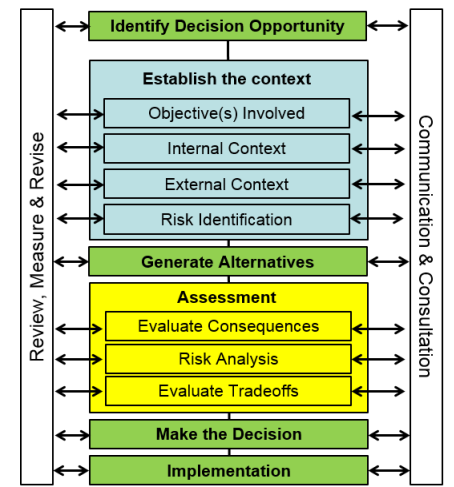 Identify Decision Opportunity
Establish the context
Objective(s) Involved
Internal Context
External Context
Risk Identification
Generate Alternatives
Assessment
Evaluate Consequences
Risk Analysis
Evaluate Tradeoffs
Make the Decision
Implementation
Review, Measure & Revise
Communication & Consultation